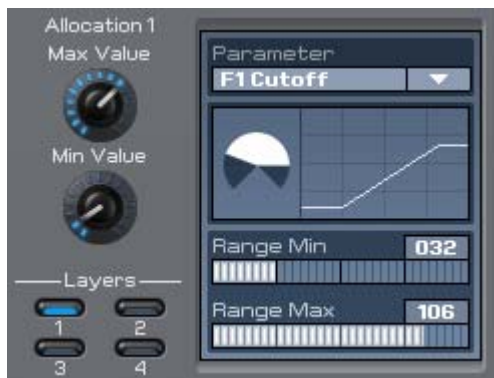 Allocation 1
Max Value
Min Value
Layers
1 2
3 4
Parameter
F1 Cutoff
Range Min 032
Range Max 106